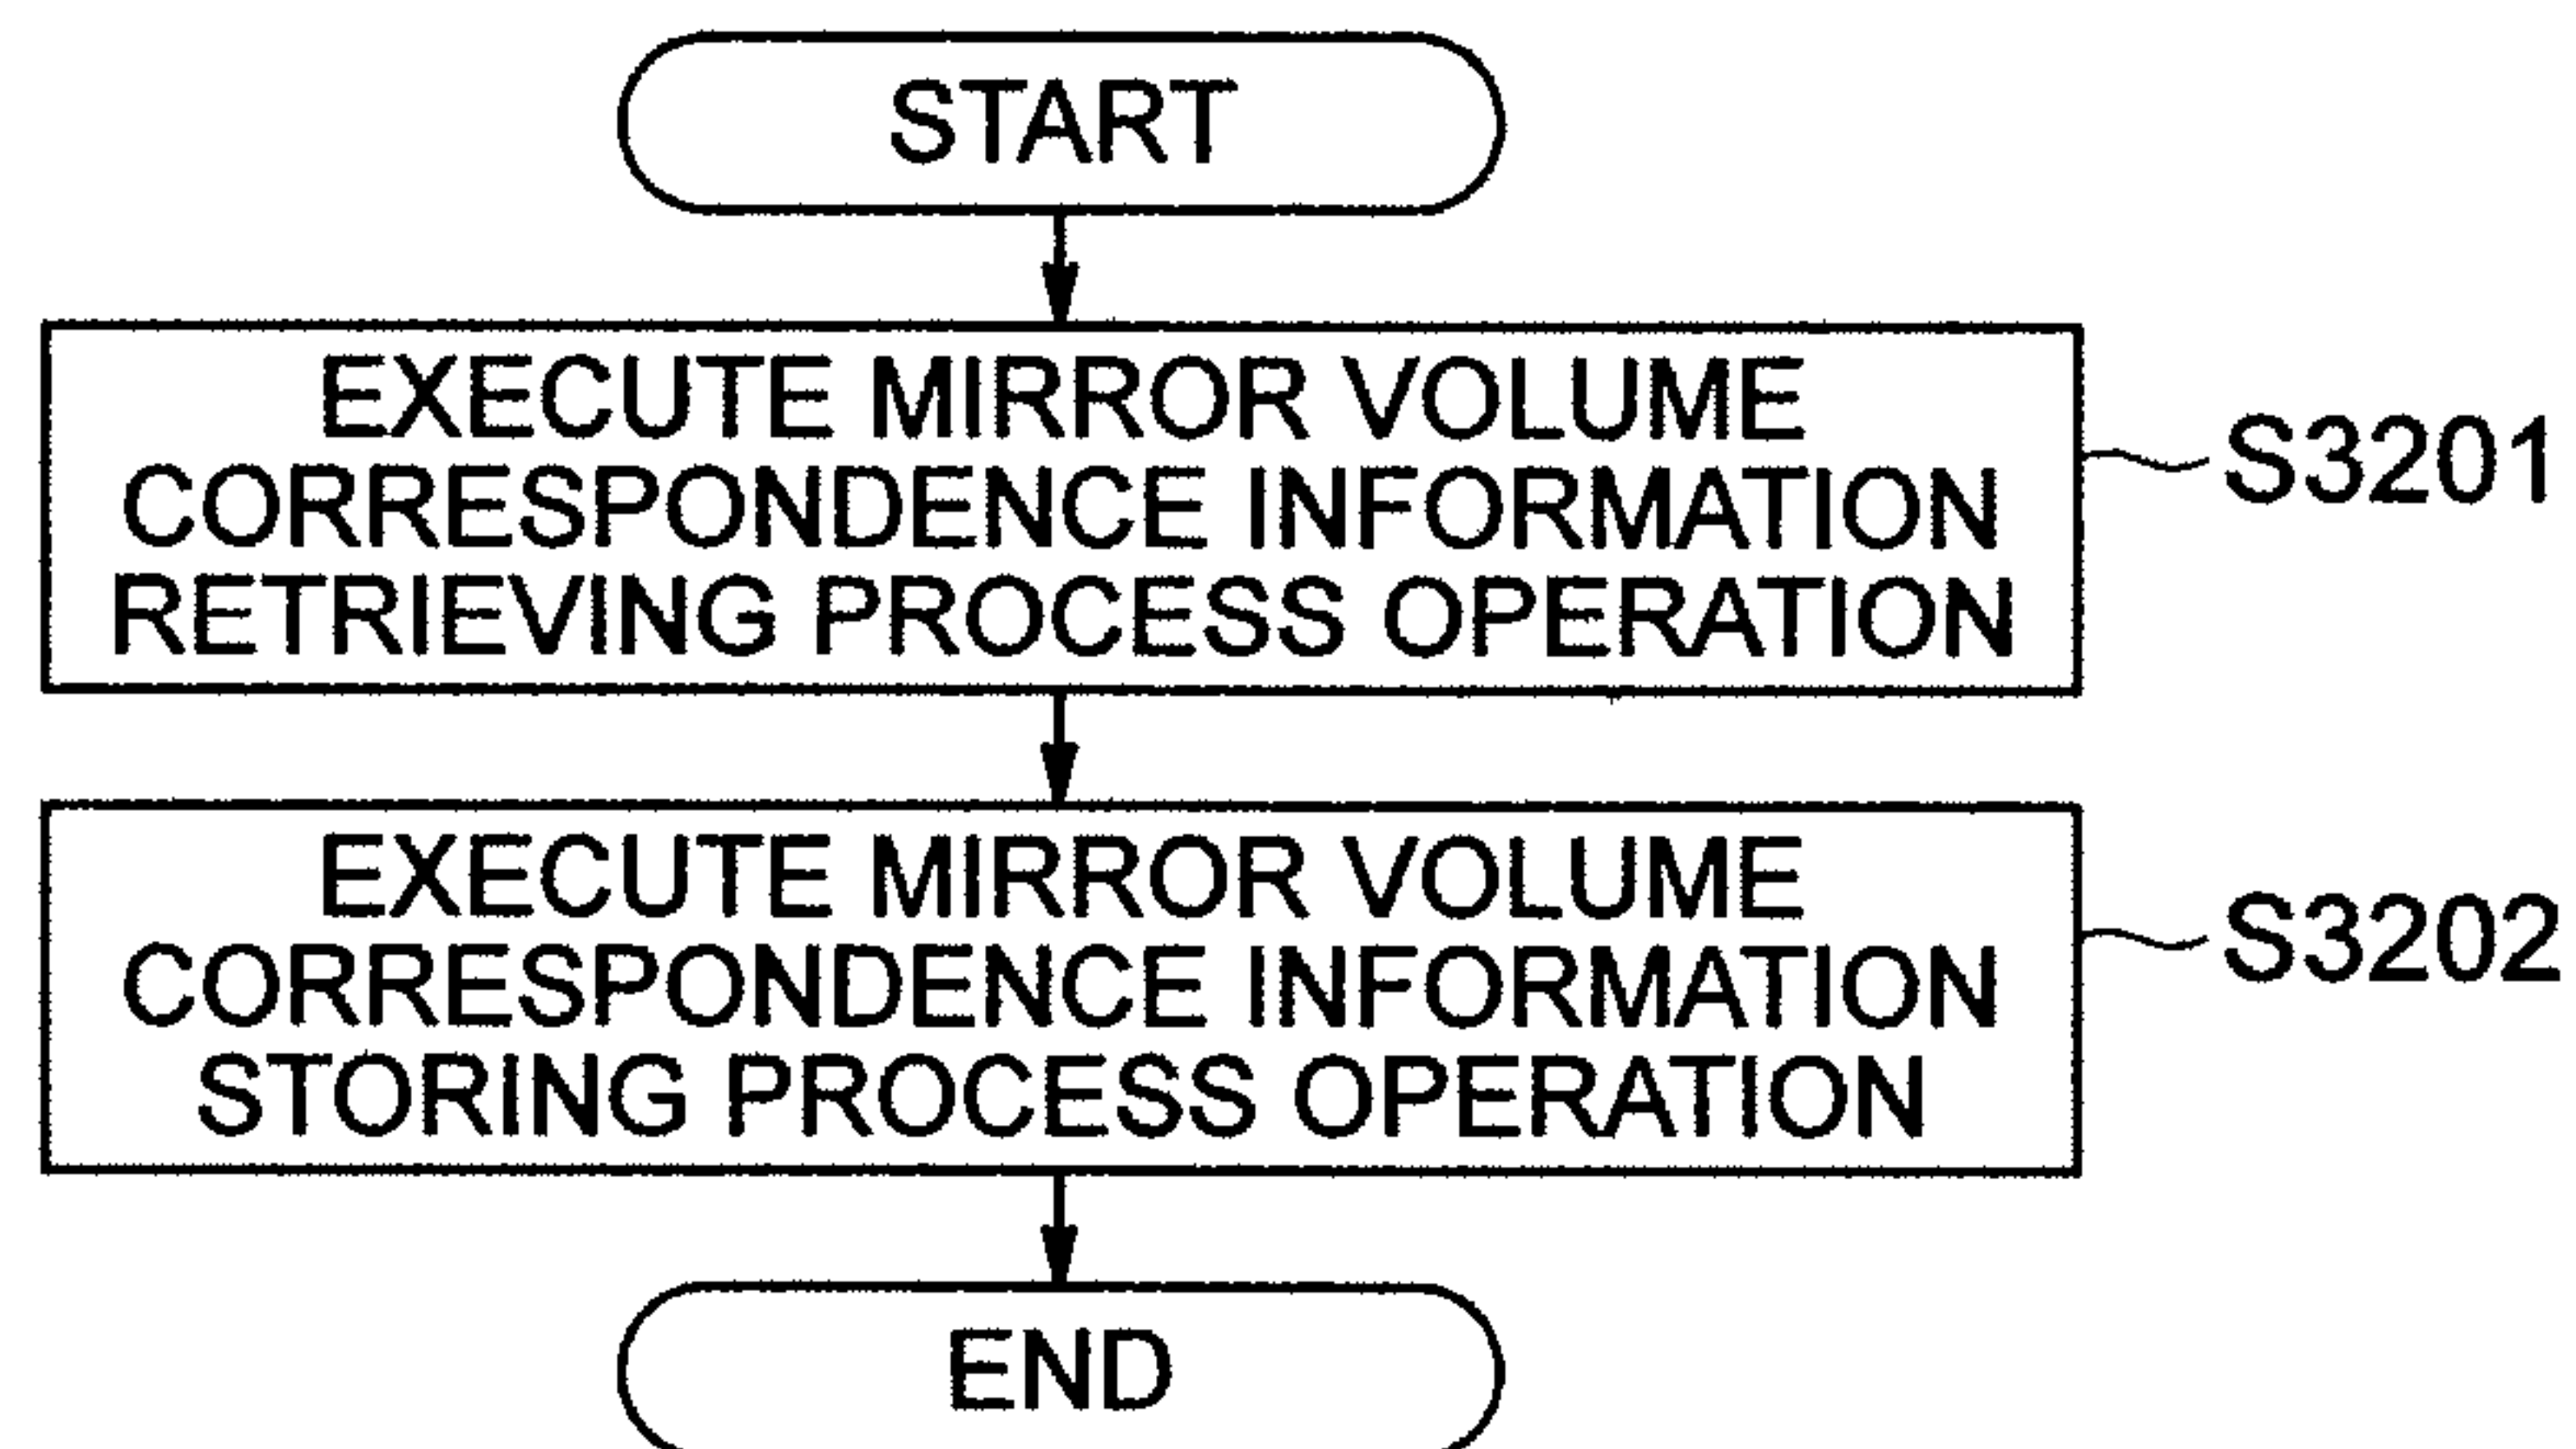 START
EXECUTE MIRROR VOLUME
CORRESPONDENCE INFORMATION
RETRIEVING PROCESS OPERATION
S3201
EXECUTE MIRROR VOLUME
CORRESPONDENCE INFORMATION
STORING PROCESS OPERATION
S3202
END